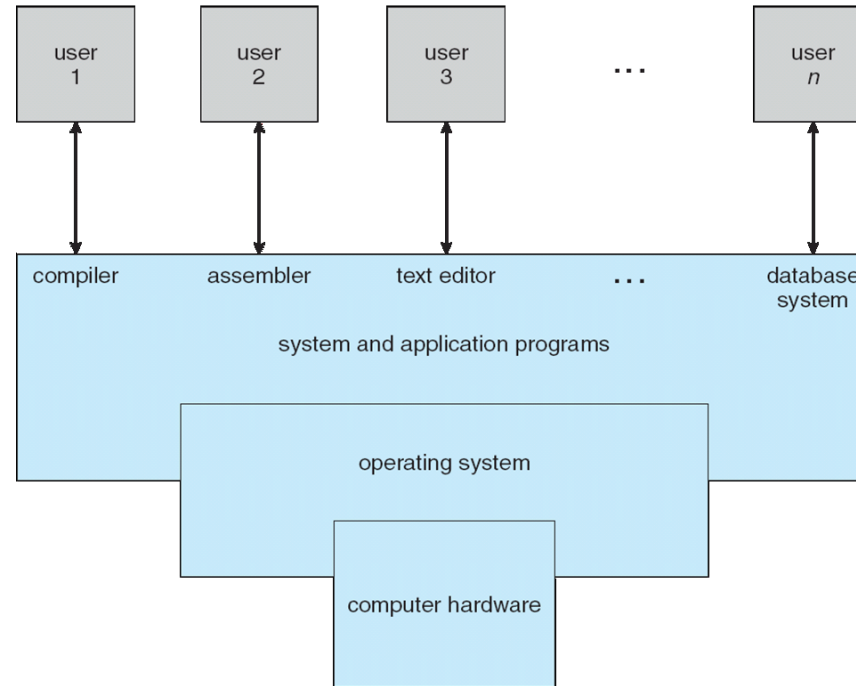 user user user ... user
1 2 3 n
compiler assembler text editor ... database
system
system and application programs
operating system
computer hardware